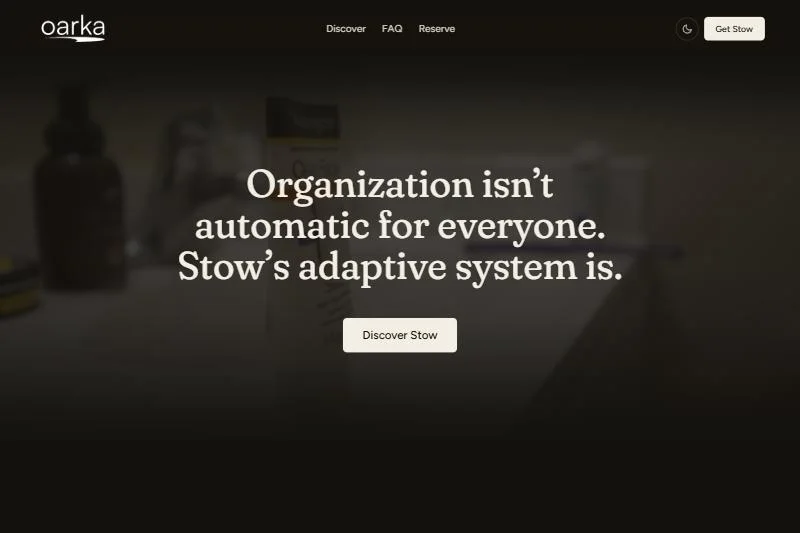 oarka
Discover FAQ Reserve
Get Stow
Organization isn’t
automatic for everyone.
Stow’s adaptive system is.
Discover Stow